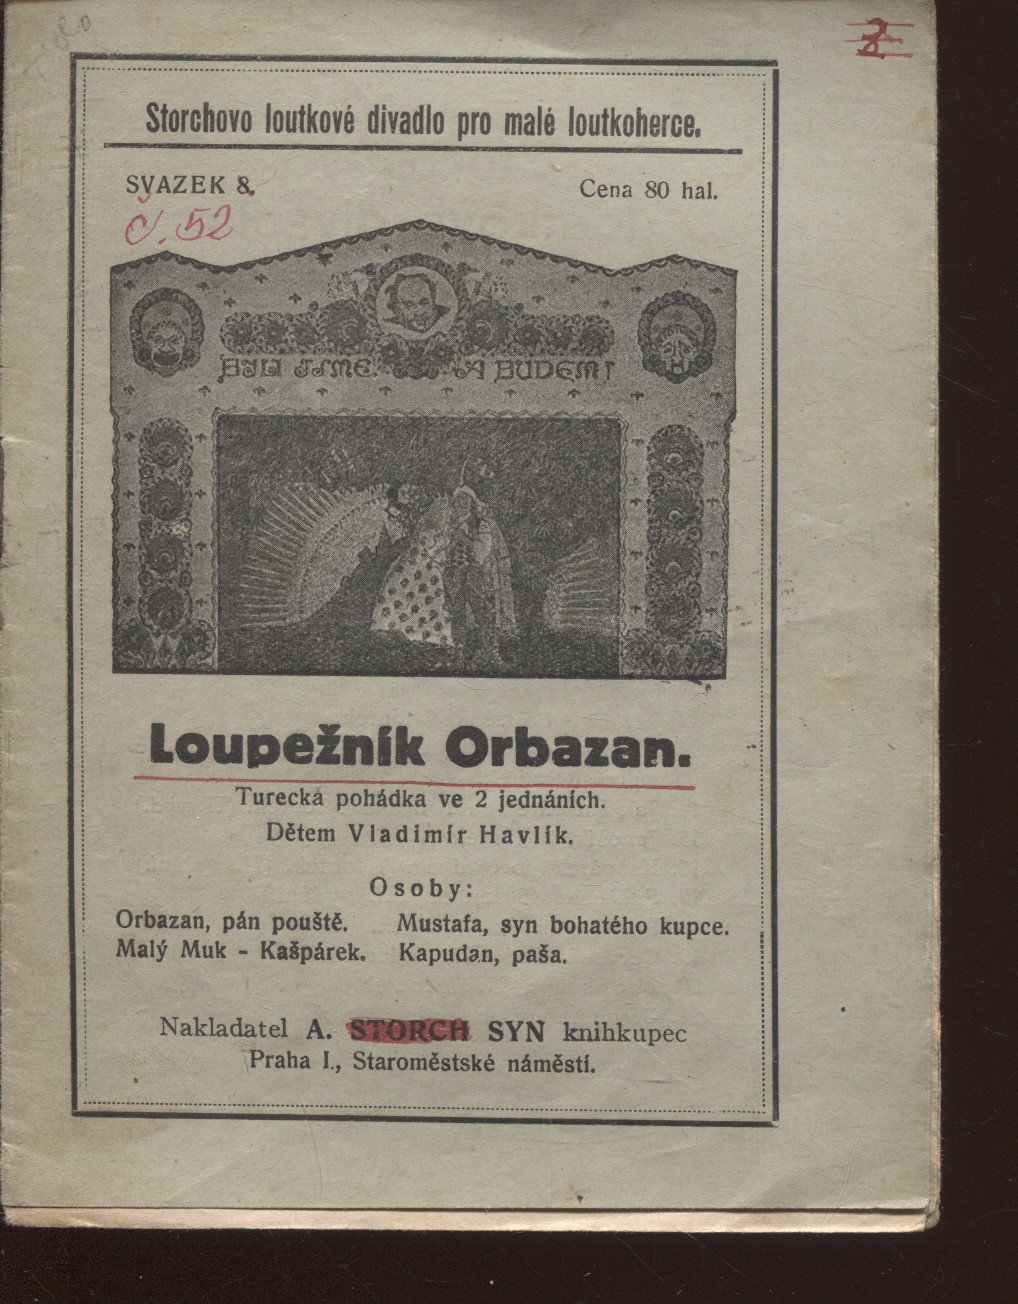 Storchovo loutkové divadlo pro malé loutkoherce.
SVAZEK 8.
Cena 80 hal.
č. 52
BYLI JSME A BUDEM!
Loupežník Orbazan.
Turecká pohádka ve 2 jednáních.
Dětem Vladimír Havlík.
Osoby:
Orbazan, pán pouště. Mustafa, syn bohatého kupce.
Malý Muk - Kašpárek. Kapudan, paša.
Nakladatel A. STORCH SYN knihkupec
Praha I., Staroměstské náměstí.